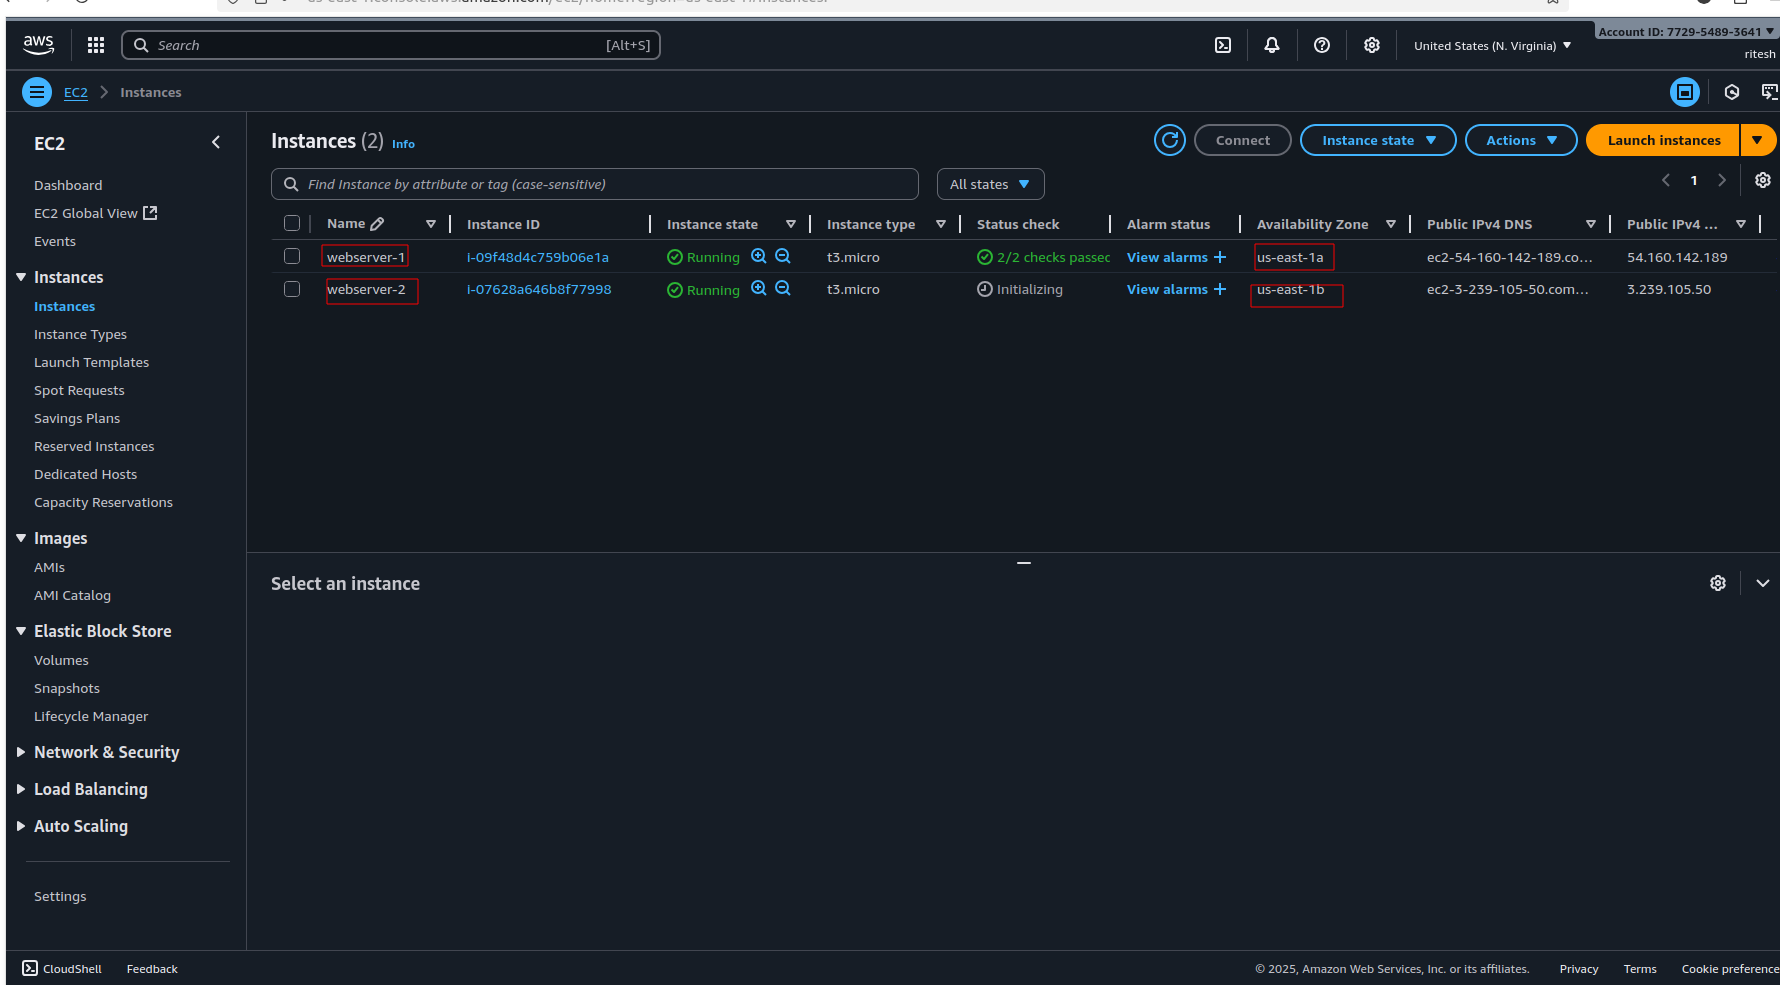 aws
Search [Alt+S]
United States (N. Virginia)
Account ID: 7729-5489-3641
ritesh
EC2 Instances
EC2
Dashboard
EC2 Global View
Events
Instances
Instances
Instance Types
Launch Templates
Spot Requests
Savings Plans
Reserved Instances
Dedicated Hosts
Capacity Reservations
Images
AMIs
AMI Catalog
Elastic Block Store
Volumes
Snapshots
Lifecycle Manager
Network & Security
Load Balancing
Auto Scaling
Settings
Instances (2) Info
Connect Instance state Actions Launch instances
Find Instance by attribute or tag (case-sensitive) All states 1
Name Instance ID Instance state Instance type Status check Alarm status Availability Zone Public IPv4 DNS Public IPv4 ...
webserver-1 i-09f48d4c759b06e1a Running t3.micro 2/2 checks passec View alarms + us-east-1a ec2-54-160-142-189.co... 54.160.142.189
webserver-2 i-07628a646b8f77998 Running t3.micro Initializing View alarms + us-east-1b ec2-3-239-105-50.com... 3.239.105.50
Select an instance
CloudShell Feedback © 2025, Amazon Web Services, Inc. or its affiliates. Privacy Terms Cookie preference